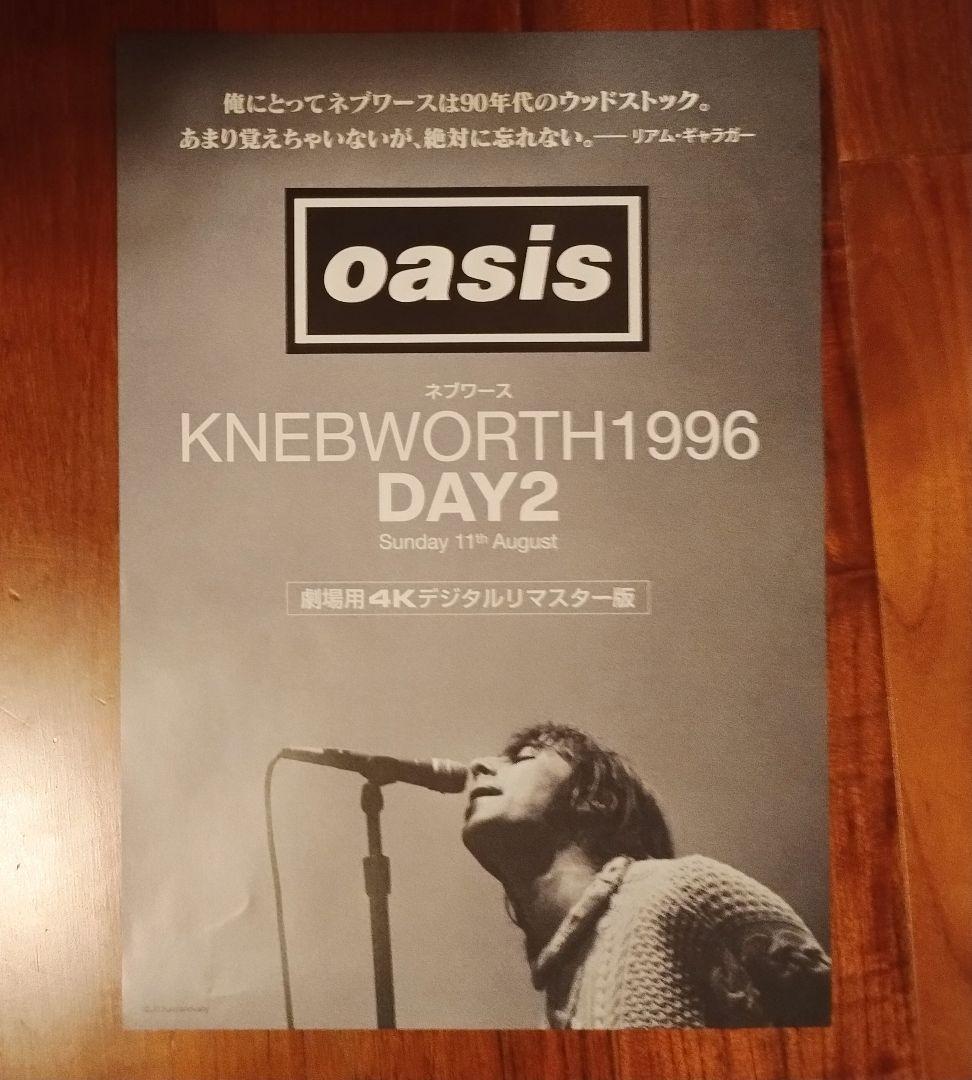 俺にとってネブワースは90年代のウッドストック。
あまり覚えちゃいないが、絶対に忘れない。── リアム・ギャラガー
oasis
ネブワース
KNEBWORTH1996
DAY2
Sunday 11th August
劇場用4Kデジタルリマスター版